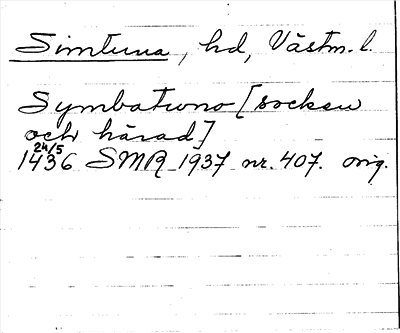 Simtuna, hd, Västm. l.
Symbatuno [socken
och härad]
24/5
1436 SMR 1937 nr. 407. orig.